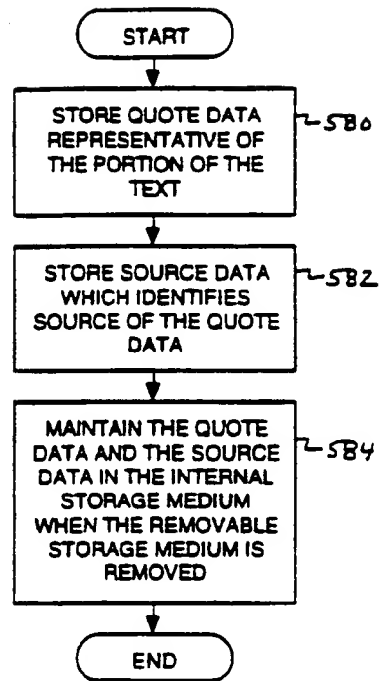 START
STORE QUOTE DATA
REPRESENTATIVE OF
THE PORTION OF THE
TEXT
580
STORE SOURCE DATA
WHICH IDENTIFIES
SOURCE OF THE QUOTE
DATA
582
MAINTAIN THE QUOTE
DATA AND THE SOURCE
DATA IN THE INTERNAL
STORAGE MEDIUM
WHEN THE REMOVABLE
STORAGE MEDIUM IS
REMOVED
584
END